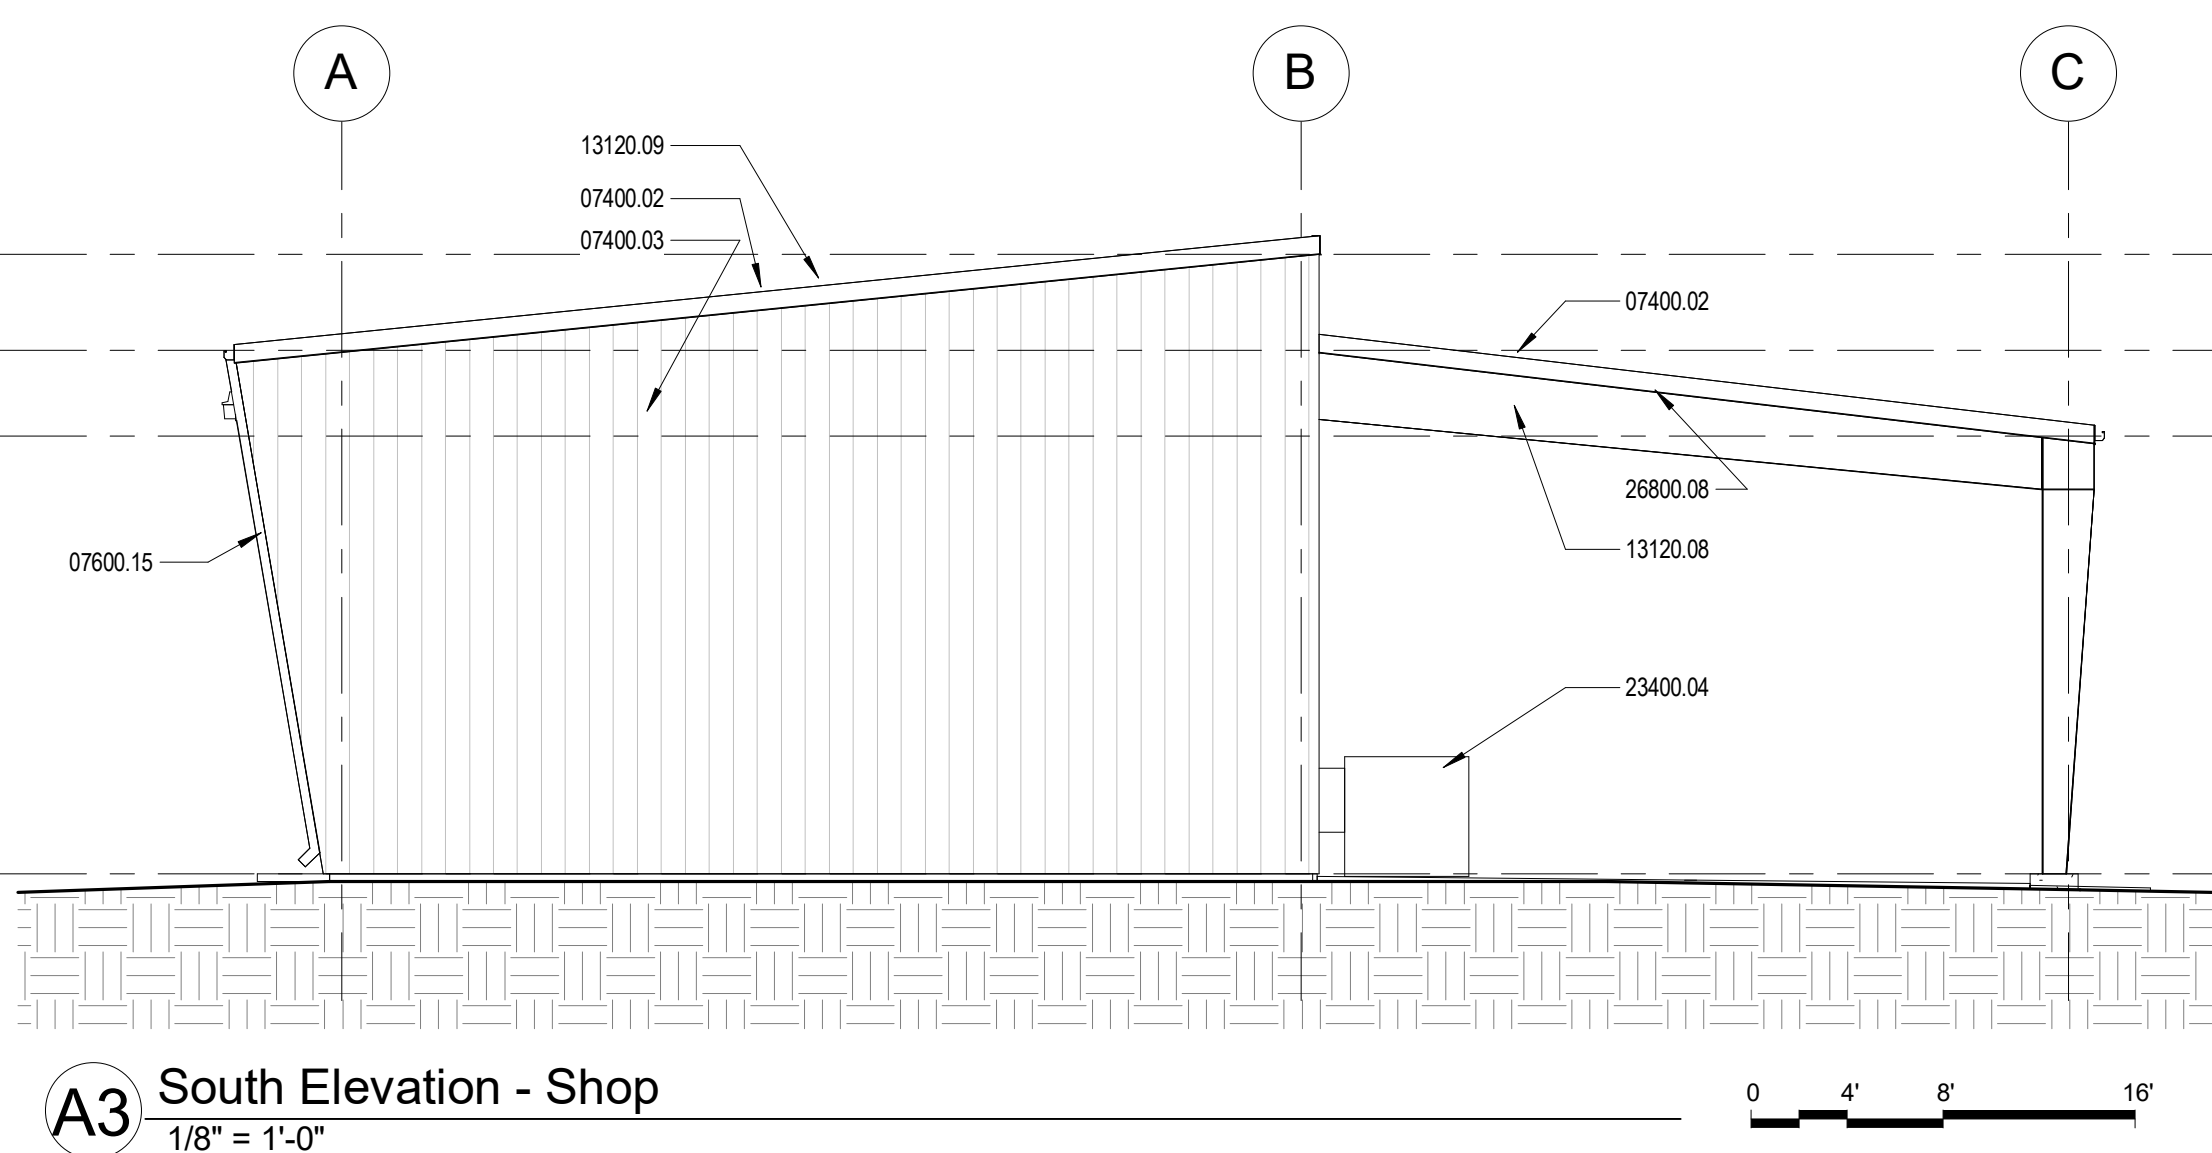 A
B
C
13120.09
07400.02
07400.03
07400.02
26800.08
07600.15
13120.08
23400.04
A3
South Elevation - Shop
1/8" = 1'-0"
0 4' 8' 16'